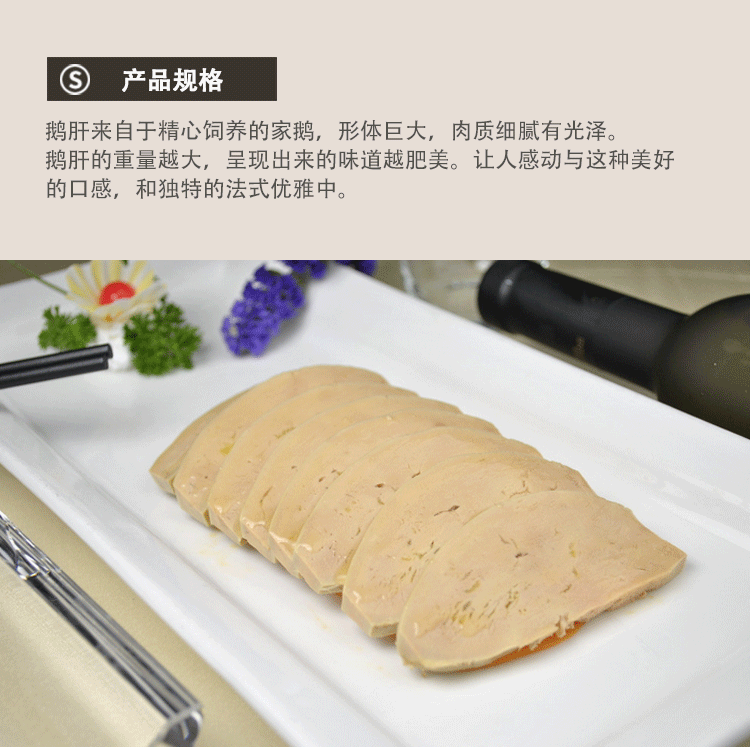 Ⓢ 产品规格
鹅肝来自于精心饲养的家鹅，形体巨大，肉质细腻有光泽。
鹅肝的重量越大，呈现出来的味道越肥美。让人感动与这种美好
的口感，和独特的法式优雅中。